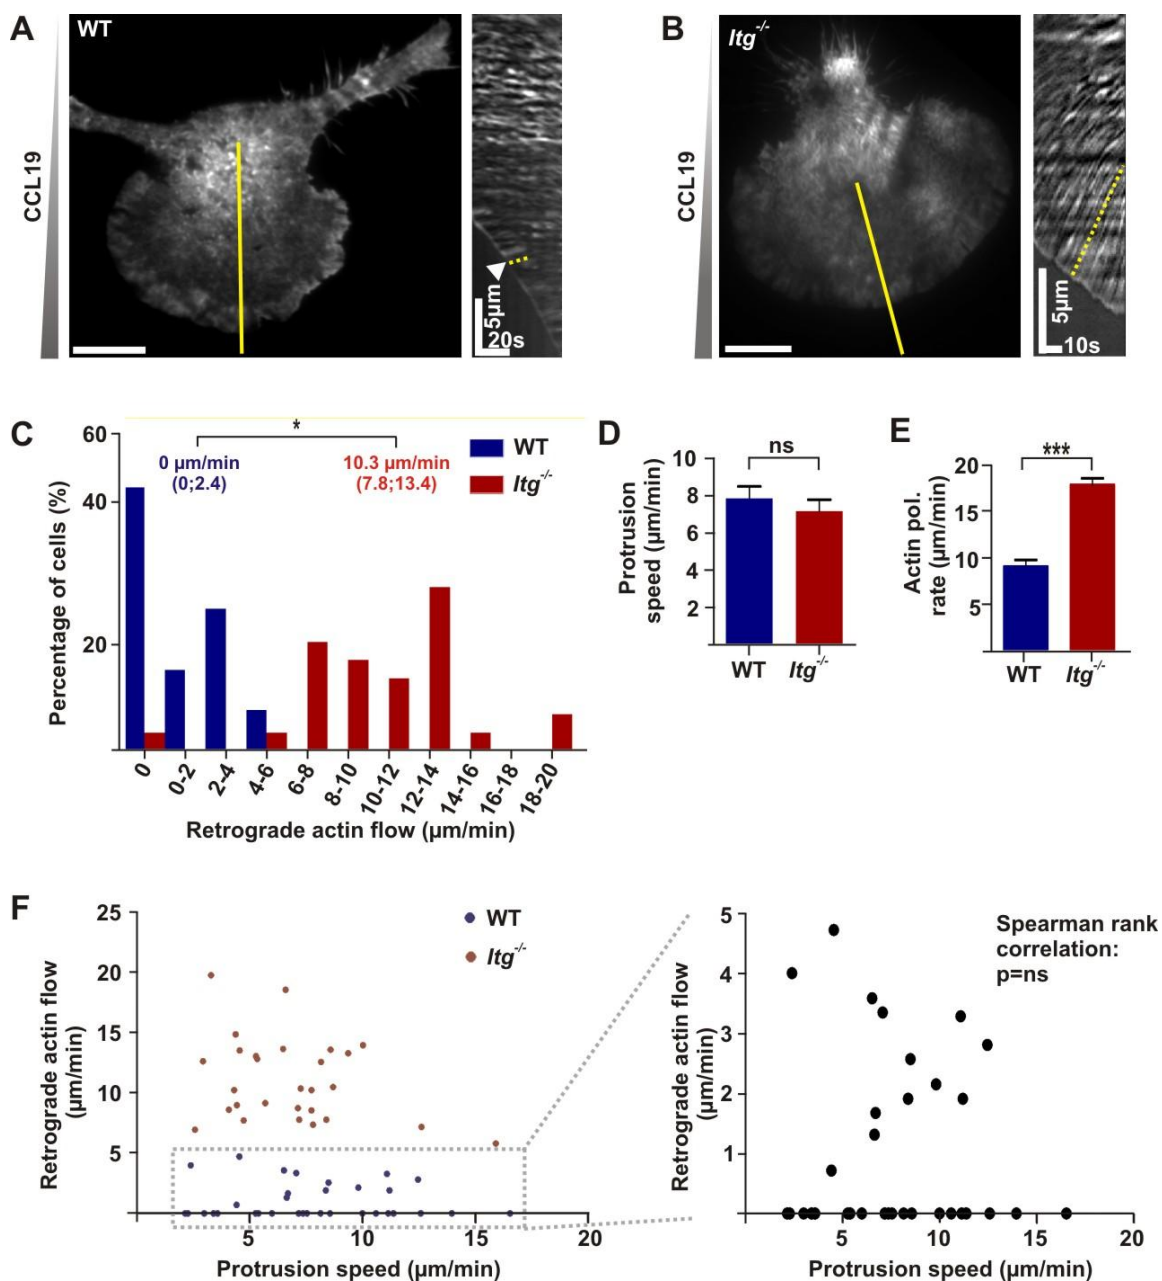 A
WT
CCL19
5µm
20s
B
Itg-/-
CCL19
5µm
10s
C
60
40
20
Percentage of cells (%)
*
0 µm/min
(0;2.4)
10.3 µm/min
(7.8;13.4)
WT
Itg-/-
0
0-2
2-4
4-6
6-8
8-10
10-12
12-14
14-16
16-18
18-20
Retrograde actin flow (µm/min)
D
ns
10
8
6
4
2
Protrusion
speed (µm/min)
WT
Itg-/-
E
***
20
15
10
5
Actin pol.
rate (µm/min)
WT
Itg-/-
F
WT
Itg-/-
25
20
15
10
5
Retrograde actin flow
(µm/min)
5
10
15
20
Protrusion speed (µm/min)
5
4
3
2
1
Retrograde actin flow
(µm/min)
Spearman rank
correlation:
p=ns
5
10
15
20
Protrusion speed (µm/min)